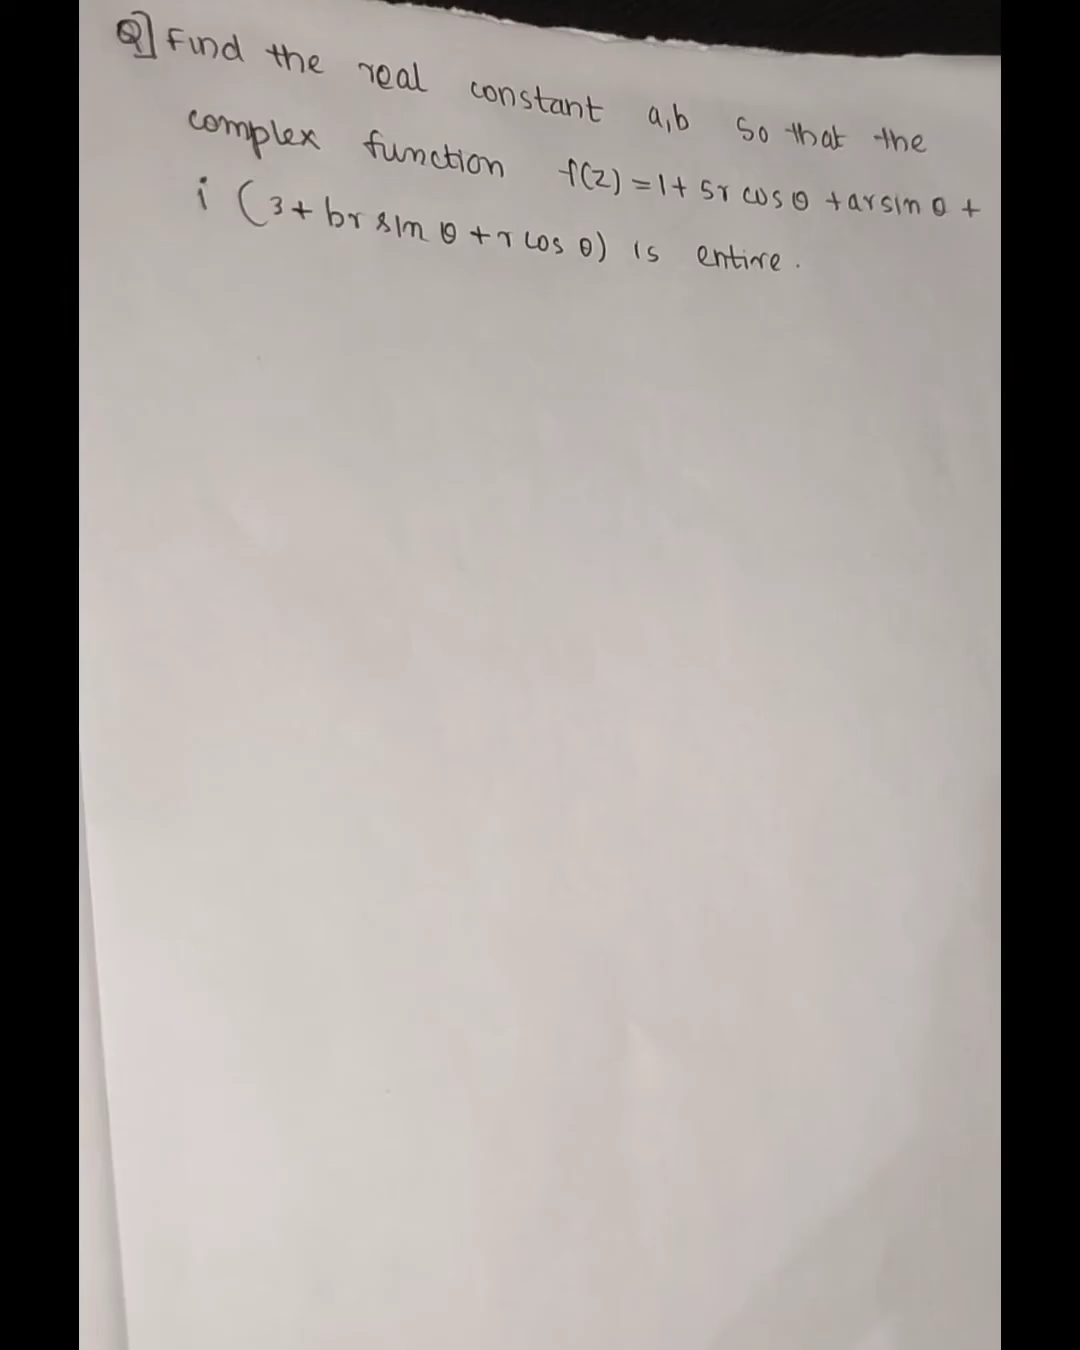 Q] Find the real constant a,b so that the
complex function f(z) = 1 + 5r cos θ + ar sin θ +
i (3 + br sin θ + r cos θ) is entire.